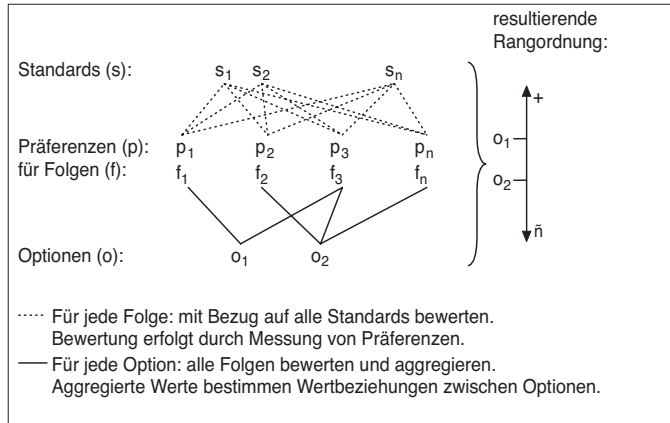 resultierende
Rangordnung:
Standards (s): s1 s2 sn
+
Präferenzen (p): p1 p2 p3 pn o1
für Folgen (f): f1 f2 f3 fn o2
ñ
Optionen (o): o1 o2
Für jede Folge: mit Bezug auf alle Standards bewerten.
Bewertung erfolgt durch Messung von Präferenzen.
Für jede Option: alle Folgen bewerten und aggregieren.
Aggregierte Werte bestimmen Wertbeziehungen zwischen Optionen.